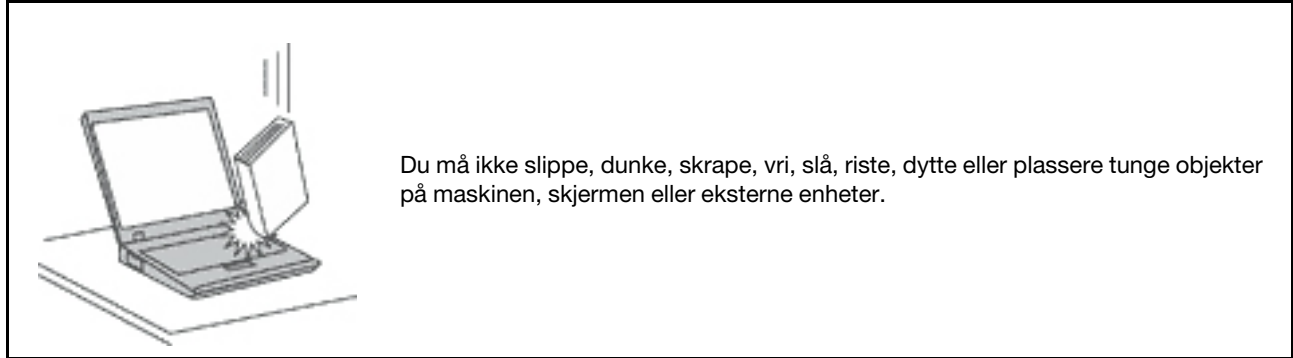 Du må ikke slippe, dunke, skrape, vri, slå, riste, dytte eller plassere tunge objekter
på maskinen, skjermen eller eksterne enheter.